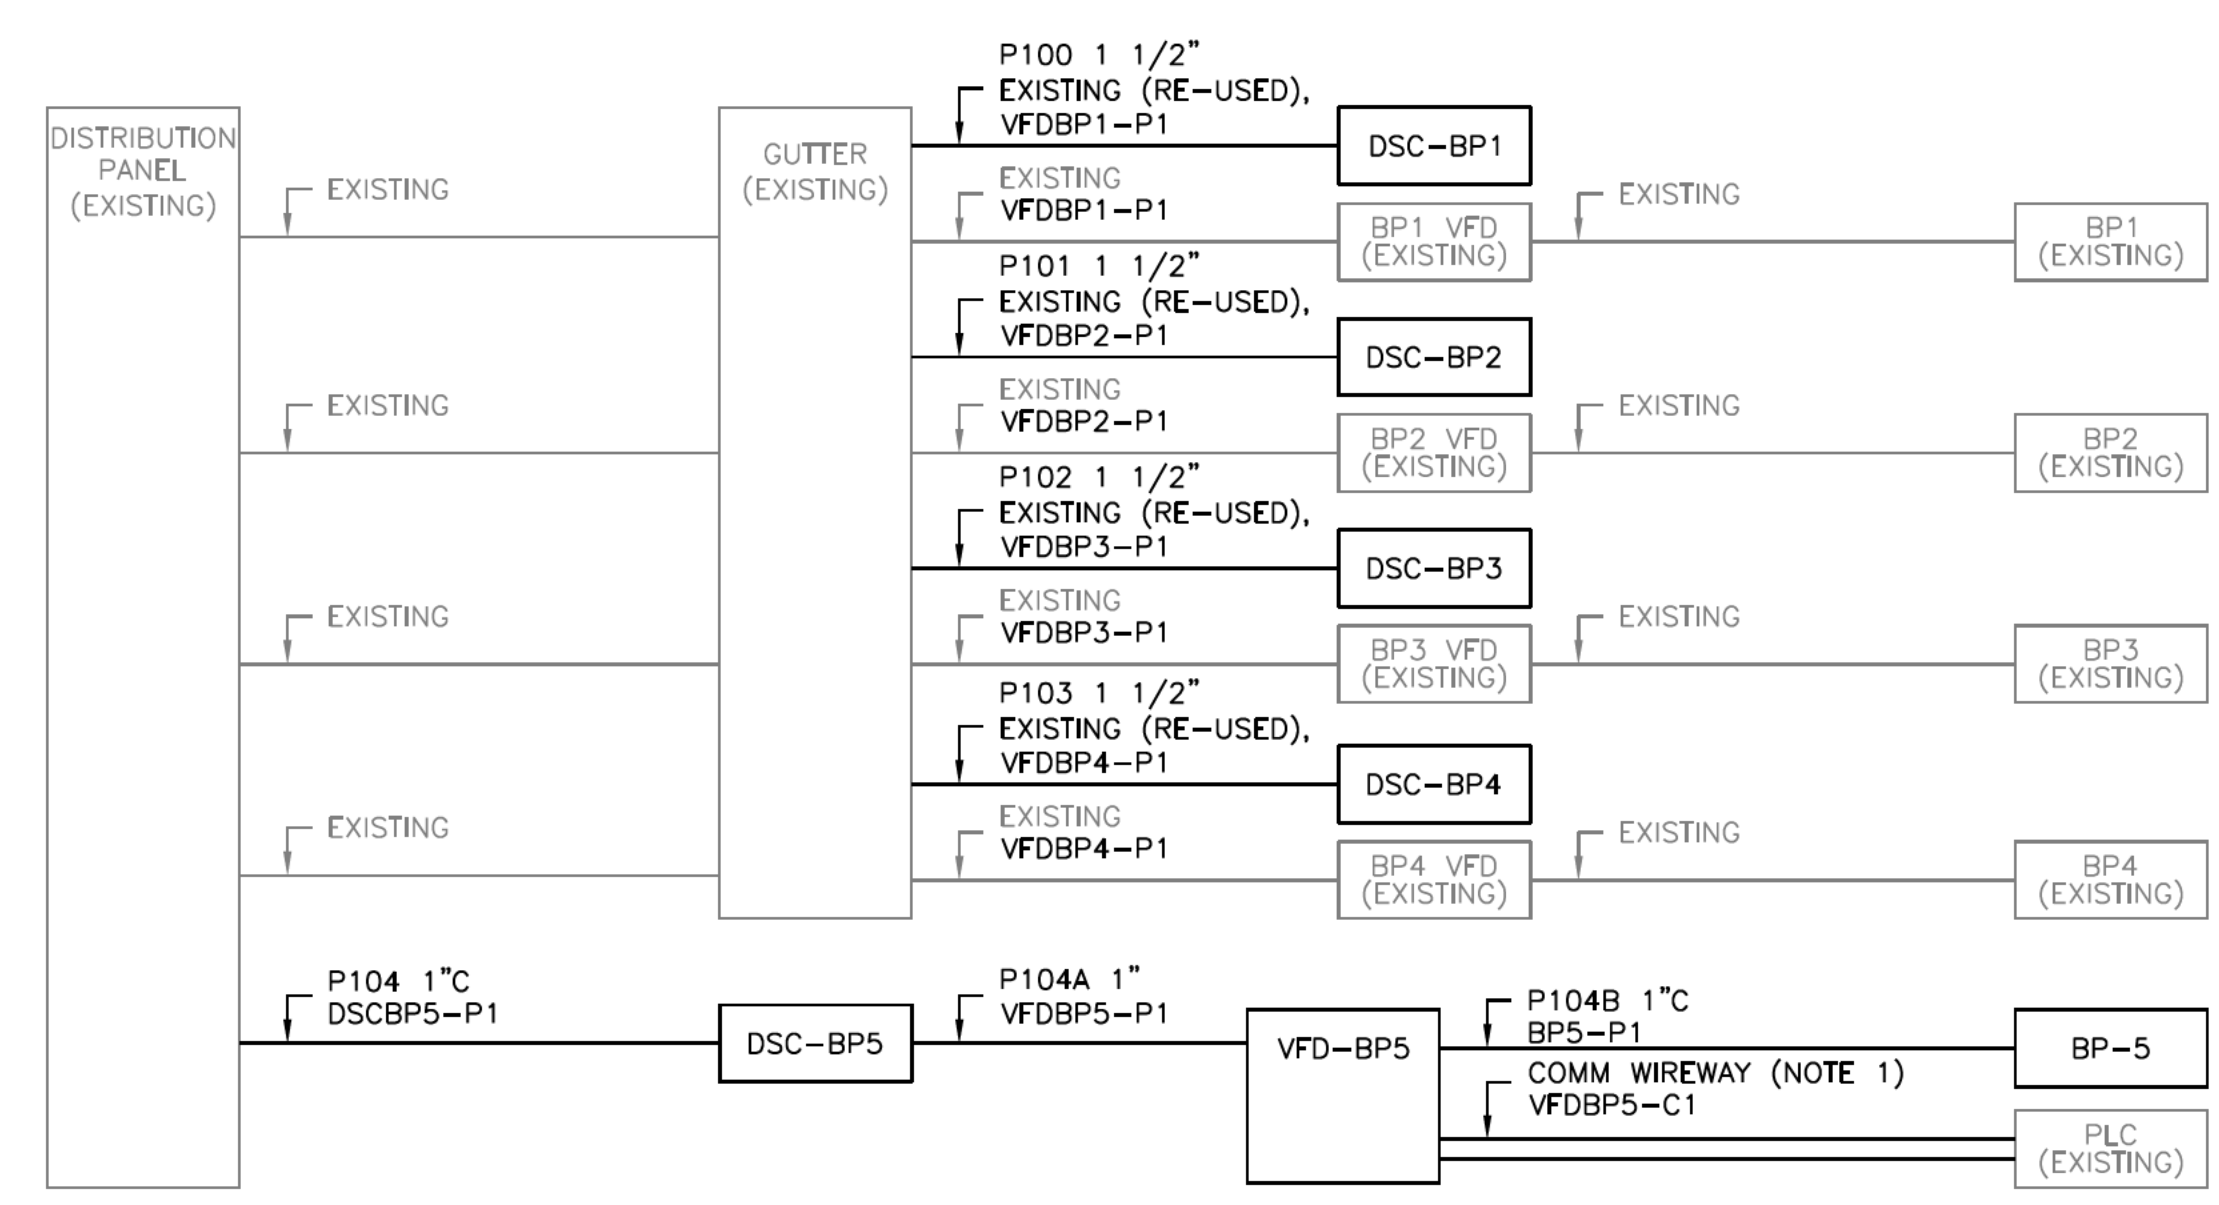 DISTRIBUTION
PANEL
(EXISTING)
EXISTING
EXISTING
EXISTING
EXISTING
GUTTER
(EXISTING)
P100 1 1/2"
EXISTING (RE-USED),
VFDBP1-P1
DSC-BP1
EXISTING
VFDBP1-P1
BP1 VFD
(EXISTING)
EXISTING
BP1
(EXISTING)
P101 1 1/2"
EXISTING (RE-USED),
VFDBP2-P1
DSC-BP2
EXISTING
VFDBP2-P1
BP2 VFD
(EXISTING)
EXISTING
BP2
(EXISTING)
P102 1 1/2"
EXISTING (RE-USED),
VFDBP3-P1
DSC-BP3
EXISTING
VFDBP3-P1
BP3 VFD
(EXISTING)
EXISTING
BP3
(EXISTING)
P103 1 1/2"
EXISTING (RE-USED),
VFDBP4-P1
DSC-BP4
EXISTING
VFDBP4-P1
BP4 VFD
(EXISTING)
EXISTING
BP4
(EXISTING)
P104 1"C
DSCBP5-P1
DSC-BP5
P104A 1"
VFDBP5-P1
VFD-BP5
P104B 1"C
BP5-P1
BP-5
COMM WIREWAY (NOTE 1)
VFDBP5-C1
PLC
(EXISTING)